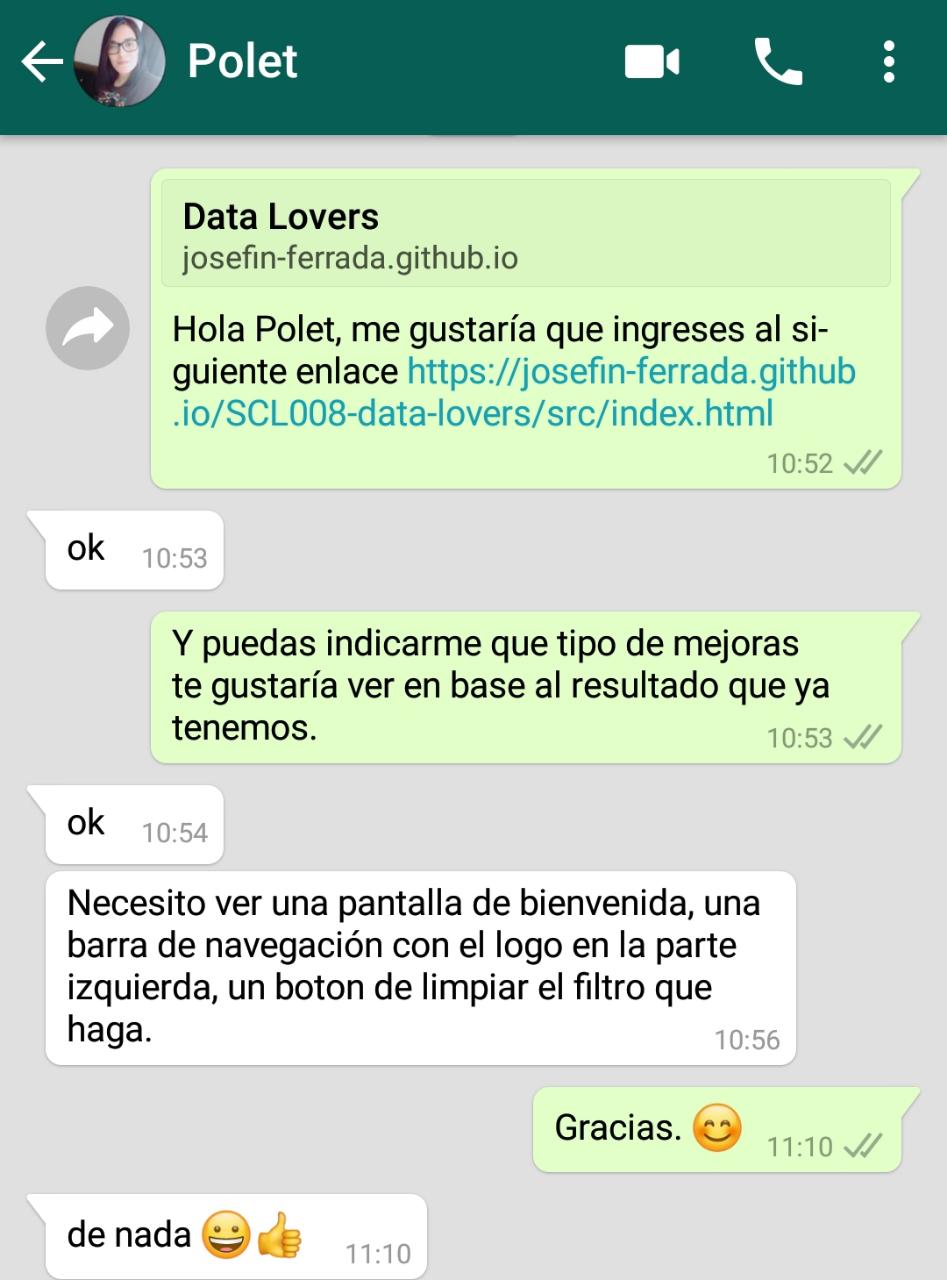 Polet
Data Lovers
josefin-ferrada.github.io
Hola Polet, me gustaría que ingreses al si-
guiente enlace https://josefin-ferrada.github
.io/SCL008-data-lovers/src/index.html
10:52
ok 10:53
Y puedas indicarme que tipo de mejoras
te gustaría ver en base al resultado que ya
tenemos. 10:53
ok 10:54
Necesito ver una pantalla de bienvenida, una
barra de navegación con el logo en la parte
izquierda, un boton de limpiar el filtro que
haga. 10:56
Gracias. 😊 11:10
de nada 😀👍 11:10